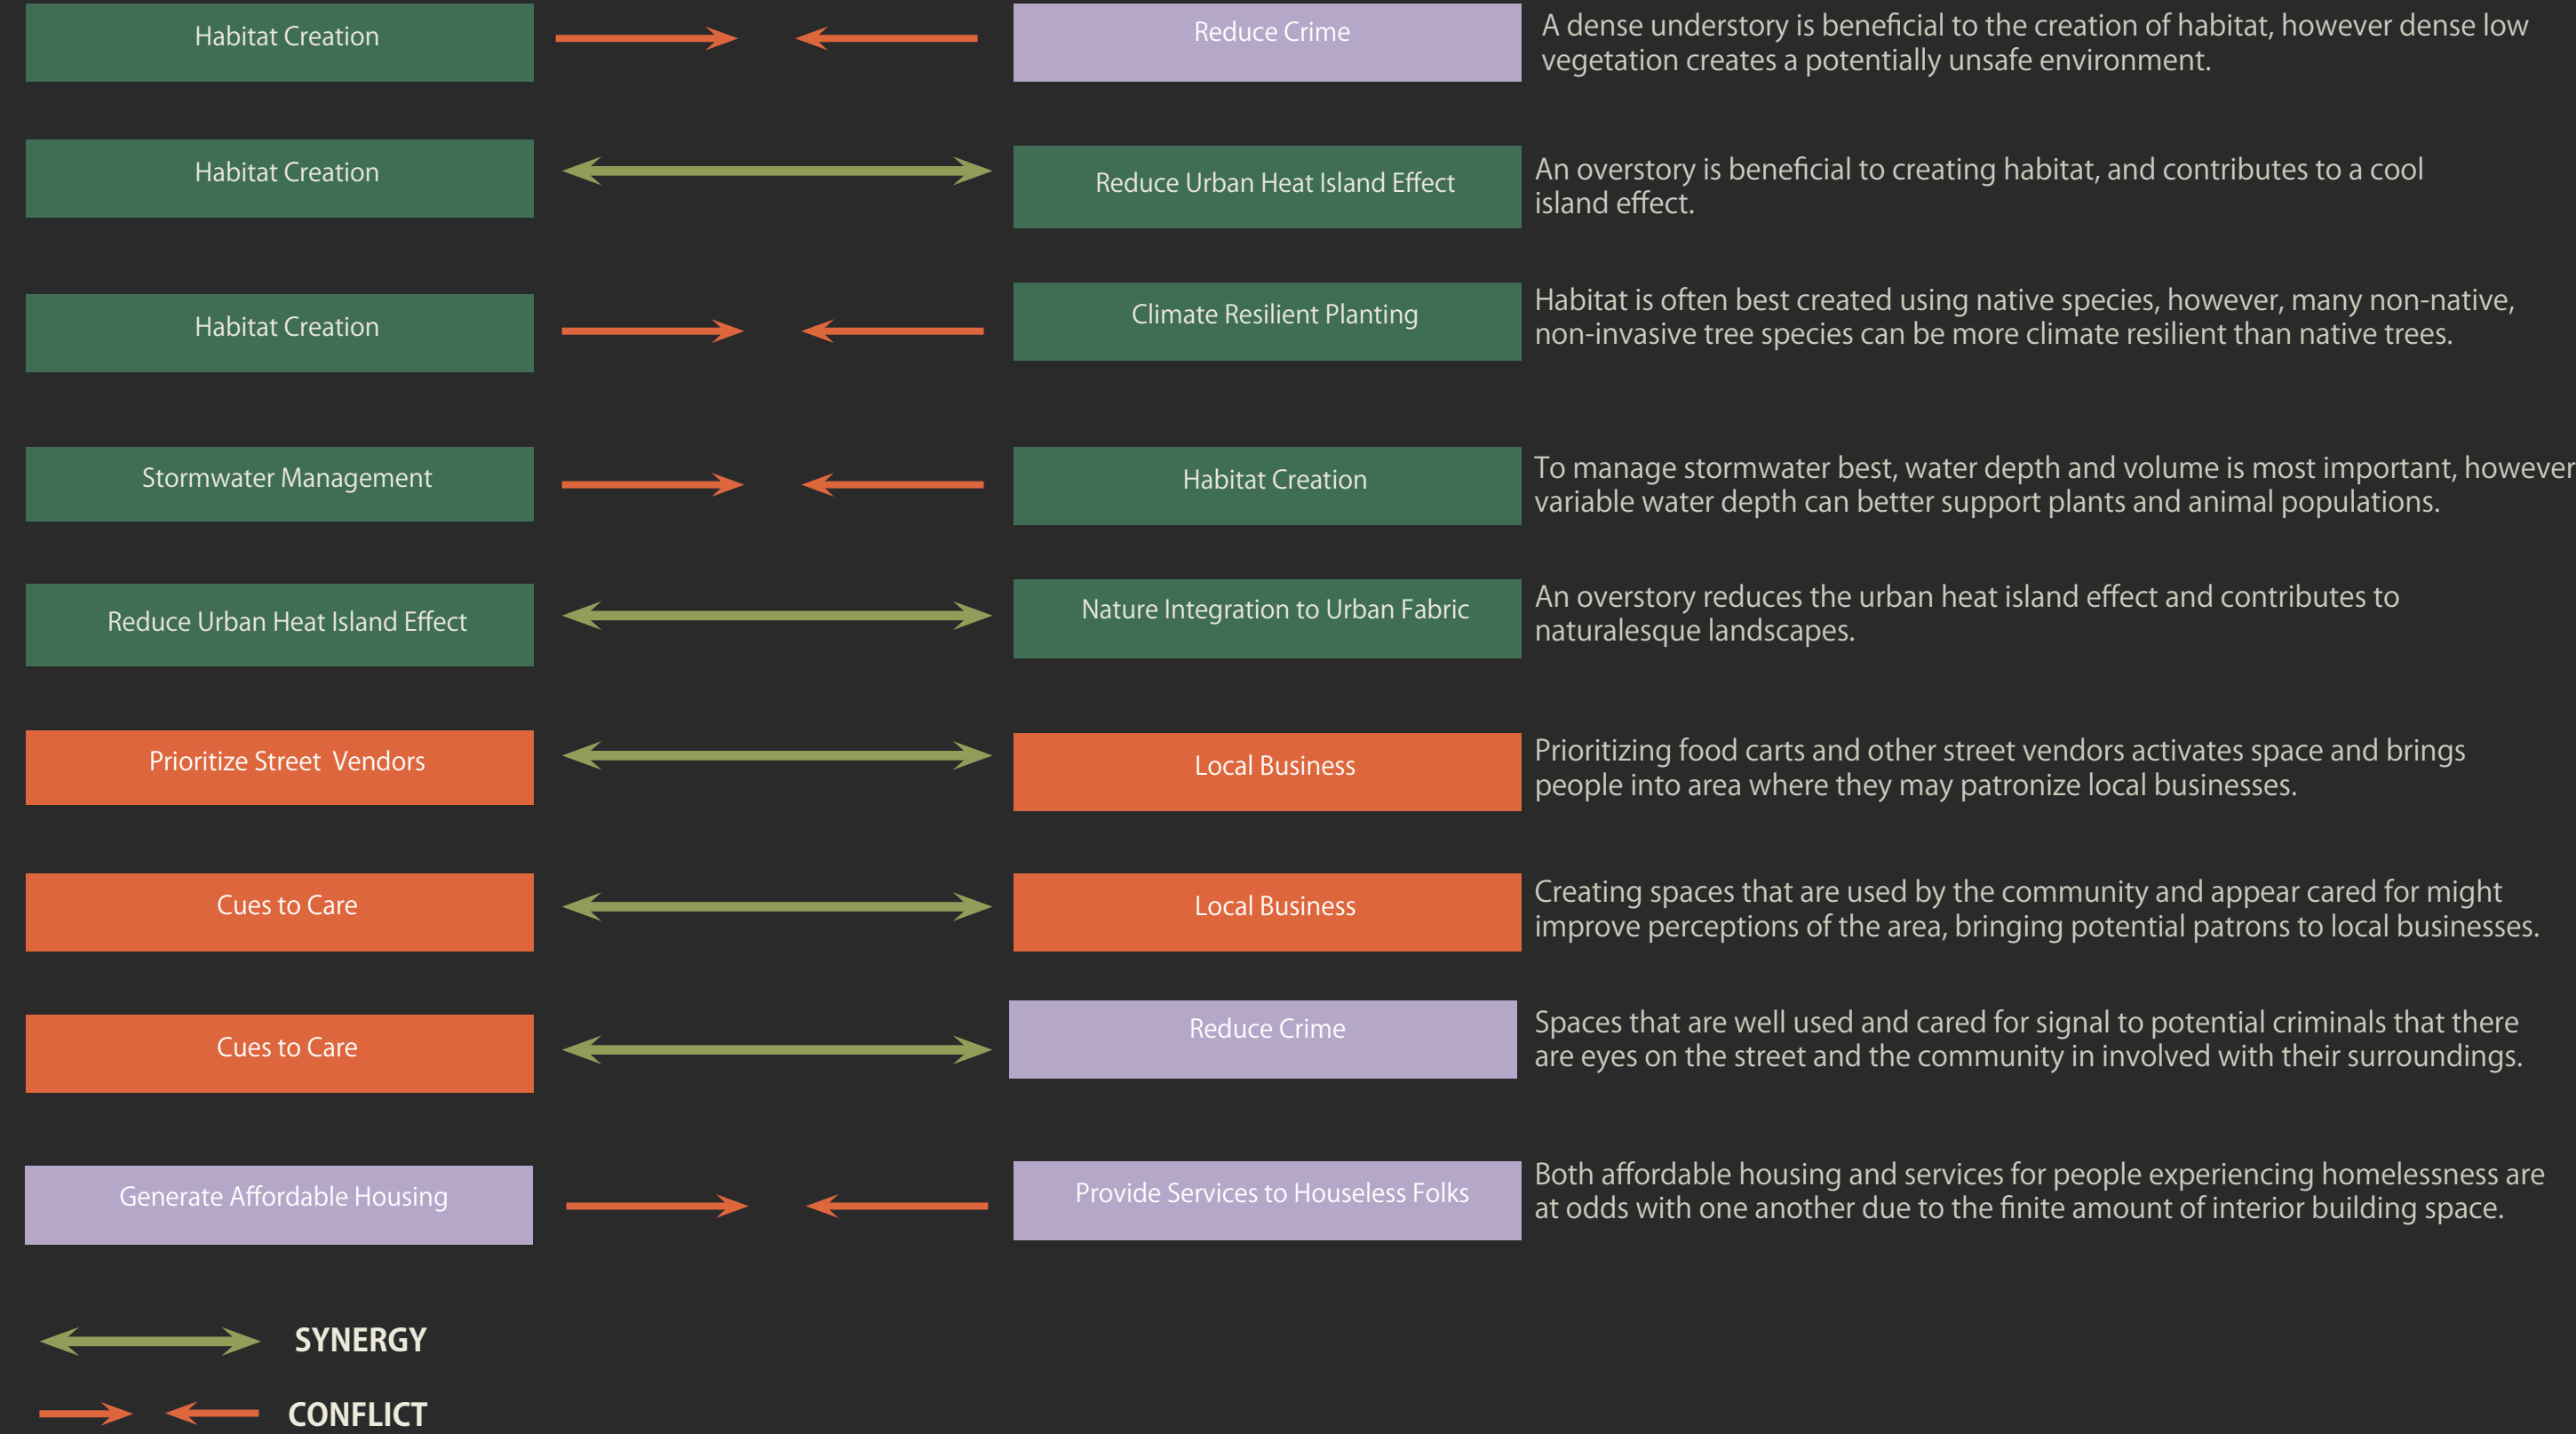 Habitat Creation
Reduce Crime
A dense understory is beneficial to the creation of habitat, however dense low
vegetation creates a potentially unsafe environment.
Habitat Creation
Reduce Urban Heat Island Effect
An overstory is beneficial to creating habitat, and contributes to a cool
island effect.
Habitat Creation
Climate Resilient Planting
Habitat is often best created using native species, however, many non-native,
non-invasive tree species can be more climate resilient than native trees.
Stormwater Management
Habitat Creation
To manage stormwater best, water depth and volume is most important, however
variable water depth can better support plants and animal populations.
Reduce Urban Heat Island Effect
Nature Integration to Urban Fabric
An overstory reduces the urban heat island effect and contributes to
naturalesque landscapes.
Prioritize Street Vendors
Local Business
Prioritizing food carts and other street vendors activates space and brings
people into area where they may patronize local businesses.
Cues to Care
Local Business
Creating spaces that are used by the community and appear cared for might
improve perceptions of the area, bringing potential patrons to local businesses.
Cues to Care
Reduce Crime
Spaces that are well used and cared for signal to potential criminals that there
are eyes on the street and the community in involved with their surroundings.
Generate Affordable Housing
Provide Services to Houseless Folks
Both affordable housing and services for people experiencing homelessness are
at odds with one another due to the finite amount of interior building space.
SYNERGY
CONFLICT